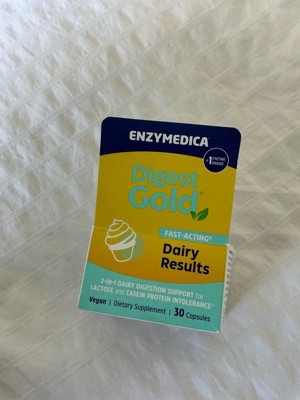 ENZYMEDICA
#1 ENZYME
BRAND
Digest
Gold
FAST-ACTING
Dairy
Results
2-IN-1 DAIRY DIGESTION SUPPORT for
LACTOSE and CASEIN PROTEIN INTOLERANCE
Vegan | Dietary Supplement | 30 Capsules